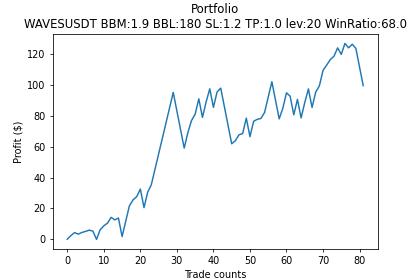 Portfolio
WAVESUSDT BBM:1.9 BBL:180 SL:1.2 TP:1.0 lev:20 WinRatio:68.0
120
100
80
60
40
20
0
Profit ($)
0 10 20 30 40 50 60 70 80
Trade counts